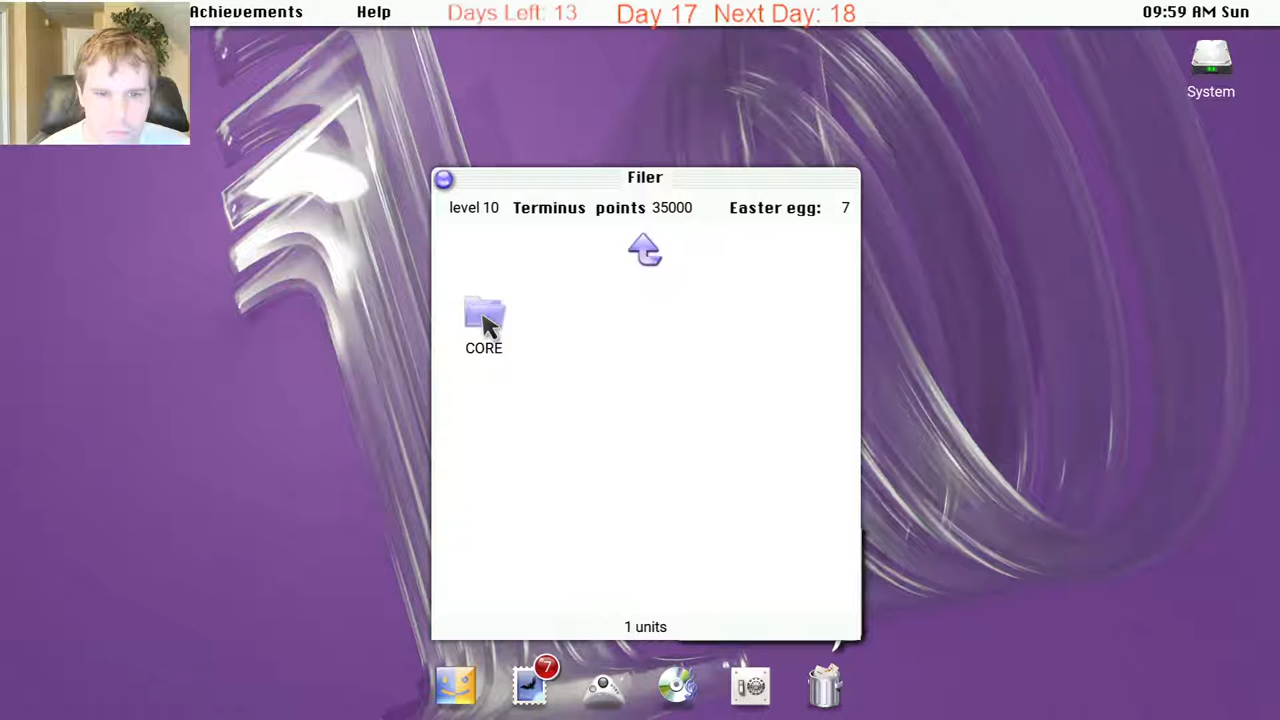 Achievements Help Days Left: 13 Day 17 Next Day: 18 09:59 AM Sun
System
Filer
level 10 Terminus points 35000 Easter egg: 7
CORE
1 units
7